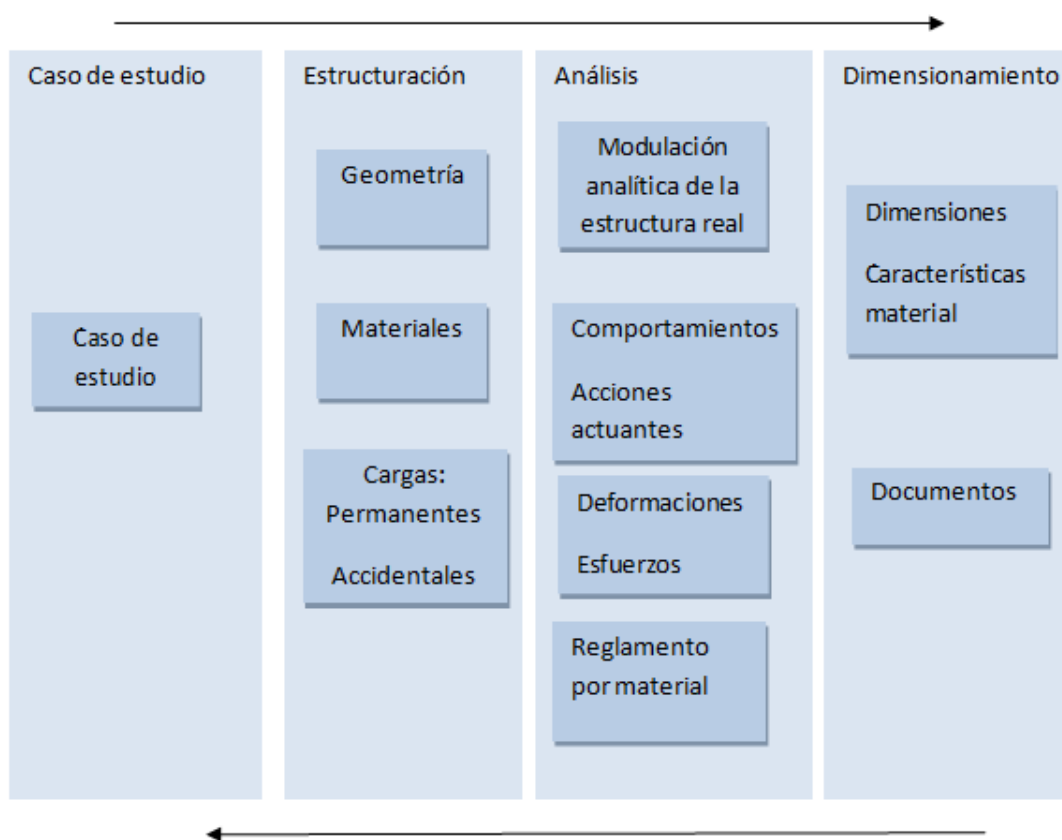 Caso de estudio
Caso de
estudio
Estructuración
Geometría
Materiales
Cargas:
Permanentes
Accidentales
Análisis
Modulación
analítica de la
estructura real
Comportamientos
Acciones
actuantes
Deformaciones
Esfuerzos
Reglamento
por material
Dimensionamiento
Dimensiones
Características
material
Documentos